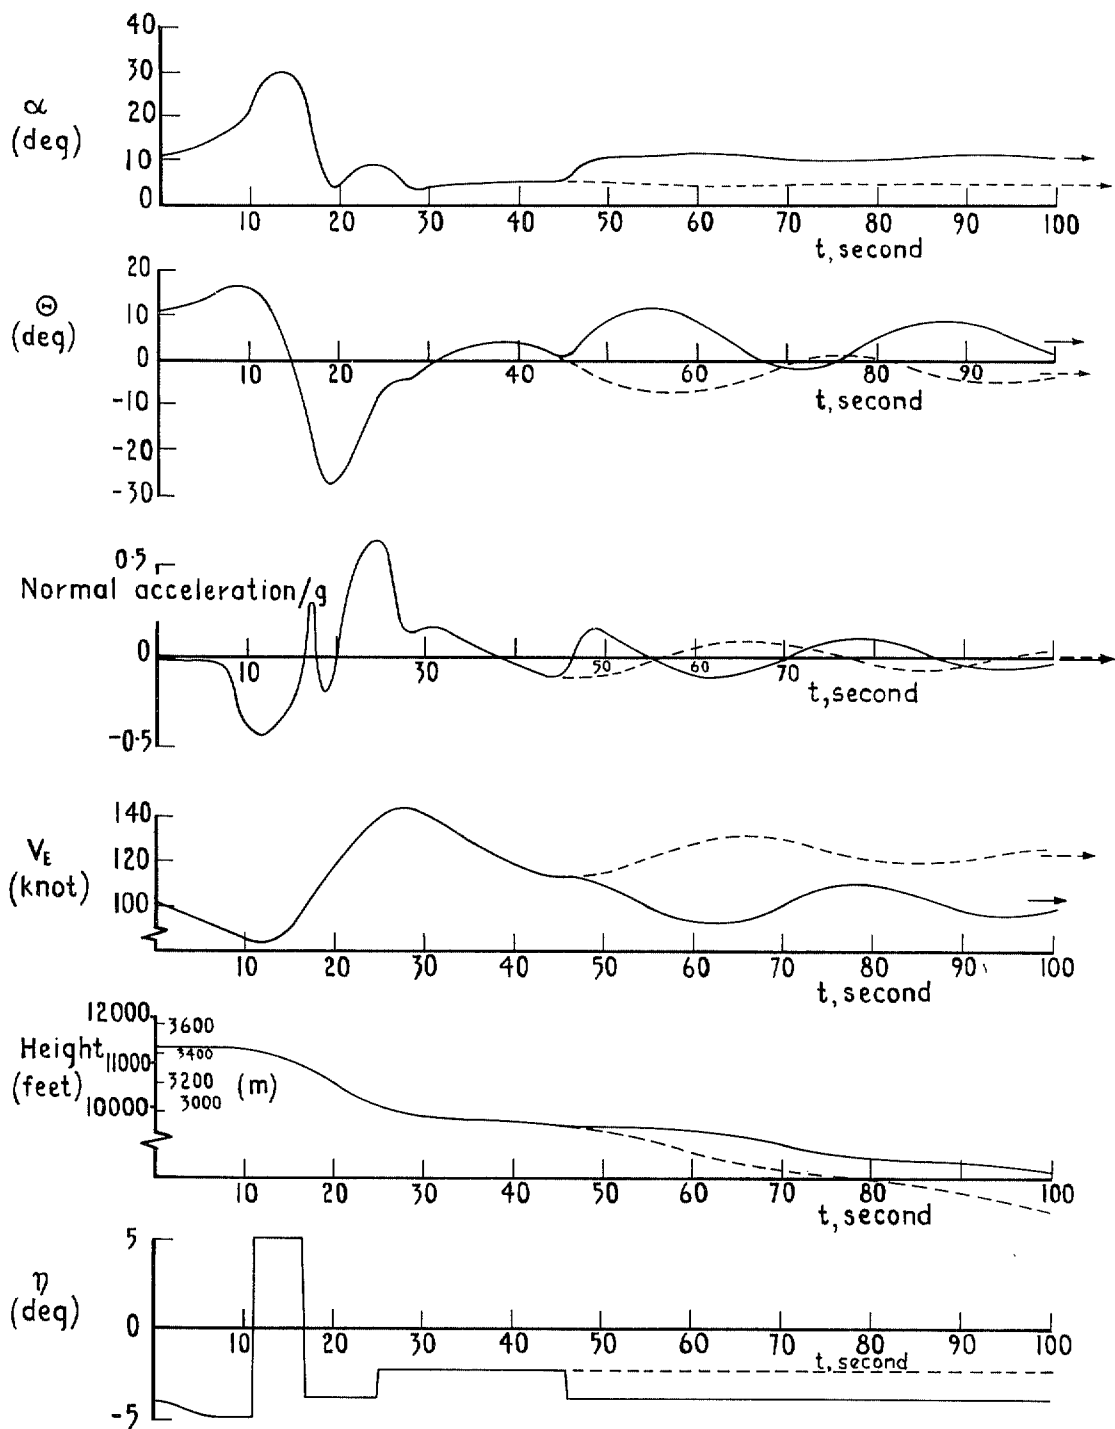 40
30
α
(deg)
20
10
0
10 20 30 40 50 60 70 80 90 100
t, second
20
Θ
(deg)
10
0
10 20 40 60 80 90
t, second
-10
-20
-30
0·5
Normal acceleration/g
0
10 30 50 60 70
t, second
-0·5
140
V_E
(knot)
120
100
10 20 30 40 50 60 70 80 90 100
t, second
12000
3600
Height
3400
11000
(feet)
3200 (m)
10000
3000
10 20 30 40 50 60 70 80 100
t, second
5
η
(deg)
0
10 20 30 40 50 60 70 80 90 100
t, second
-5